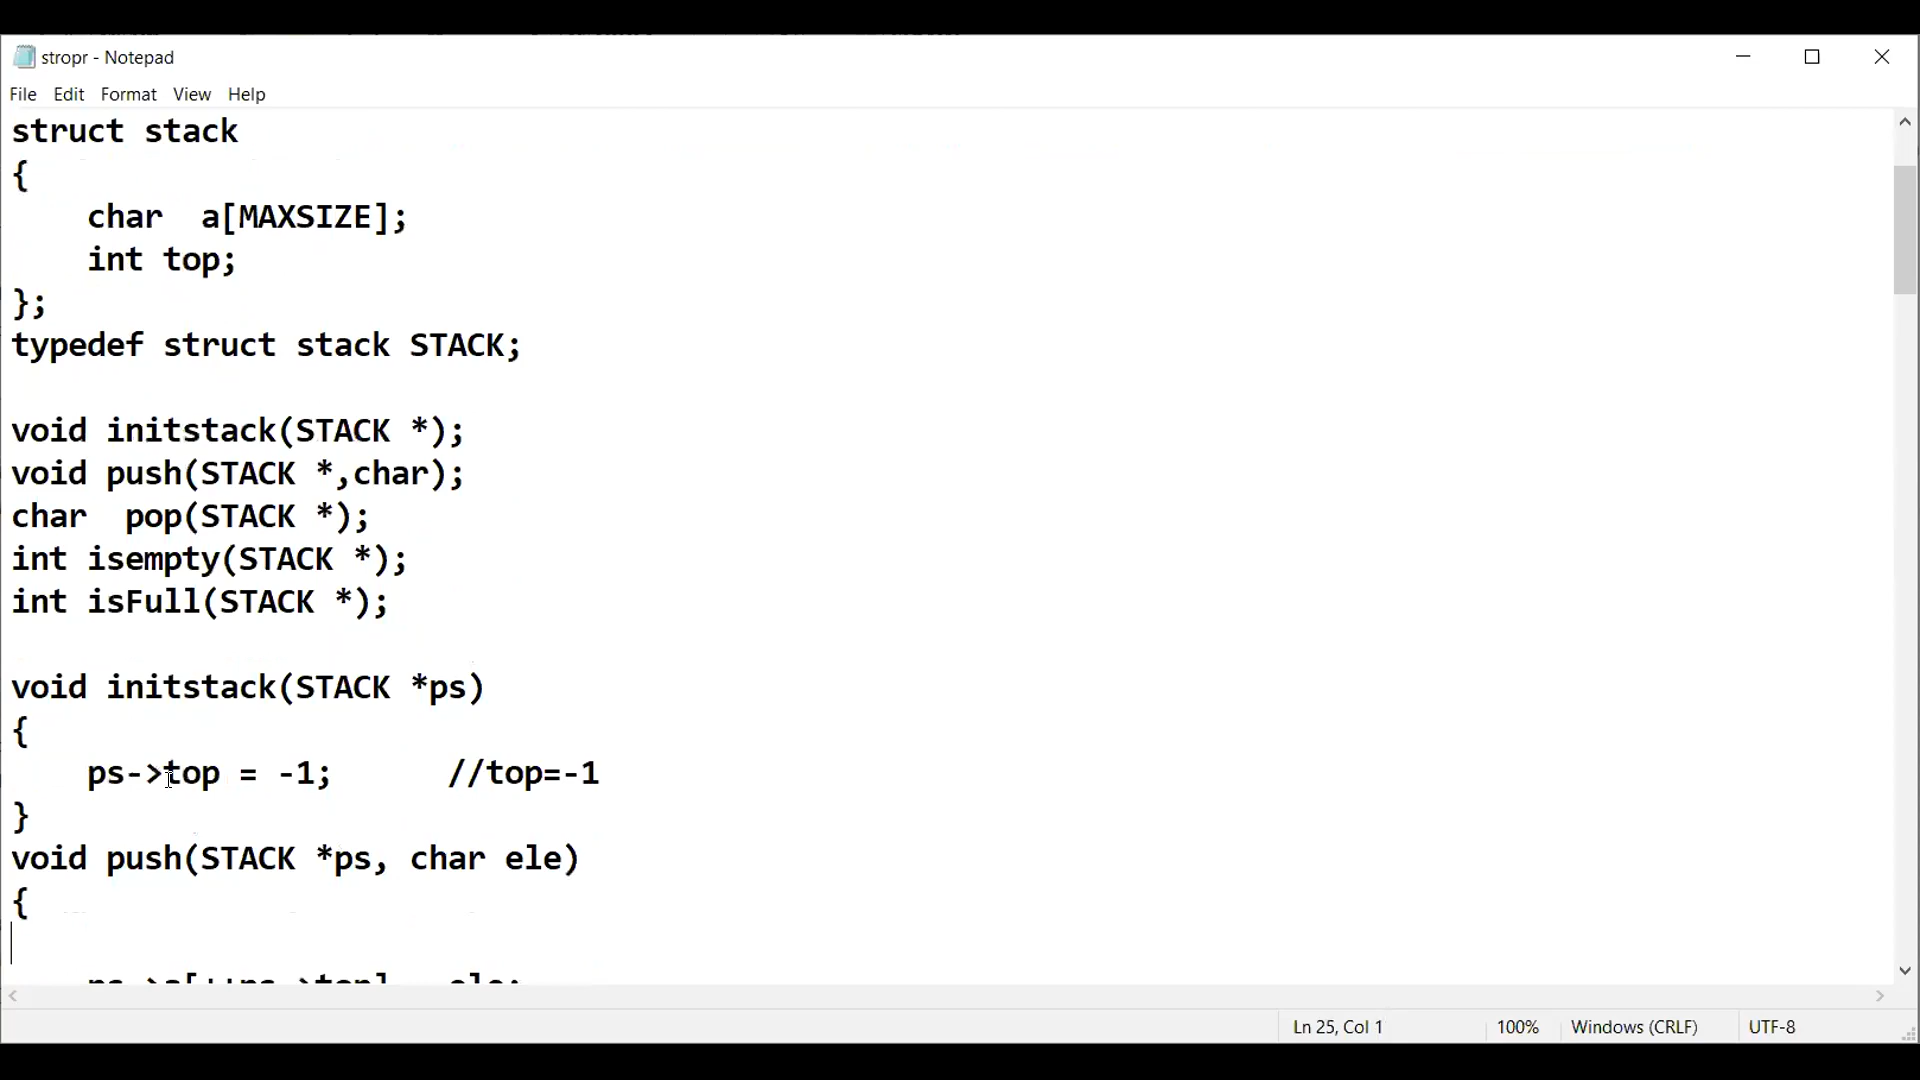 stropr - Notepad
File Edit Format View Help
struct stack
{
    char  a[MAXSIZE];
    int top;
};
typedef struct stack STACK;

void initstack(STACK *);
void push(STACK *,char);
char  pop(STACK *);
int isempty(STACK *);
int isFull(STACK *);

void initstack(STACK *ps)
{
    ps->top = -1;      //top=-1
}
void push(STACK *ps, char ele)
{
Ln 25, Col 1 100% Windows (CRLF) UTF-8